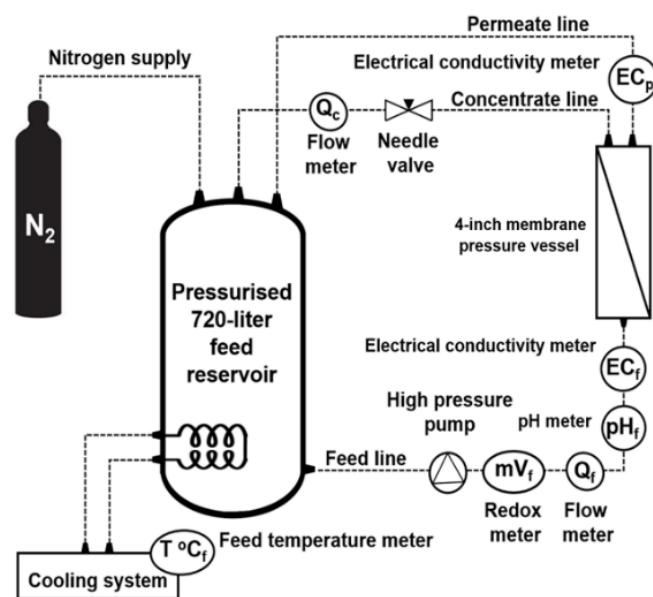 Permeate line
Nitrogen supply
Electrical conductivity meter
ECp
Concentrate line
Qc
Flow
meter
Needle
valve
N2
4-inch membrane
pressure vessel
Pressurised
720-liter
feed
reservoir
Electrical conductivity meter
ECf
High pressure
pump
pH meter
pHf
Feed line
mVf
Qf
Redox
meter
Flow
meter
T °Cf
Feed temperature meter
Cooling system